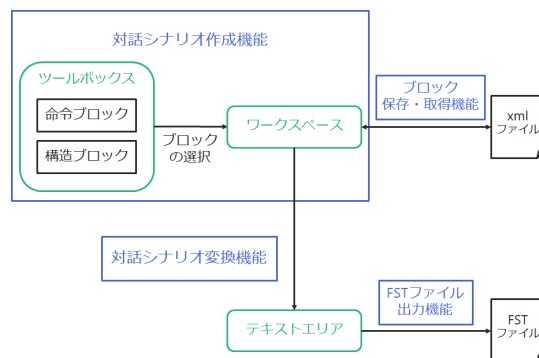 対話シナリオ作成機能
ツールボックス
命令ブロック
構造ブロック
ブロック
の選択
ワークスペース
ブロック
保存・取得機能
xml
ファイル
対話シナリオ変換機能
テキストエリア
FSTファイル
出力機能
FST
ファイル